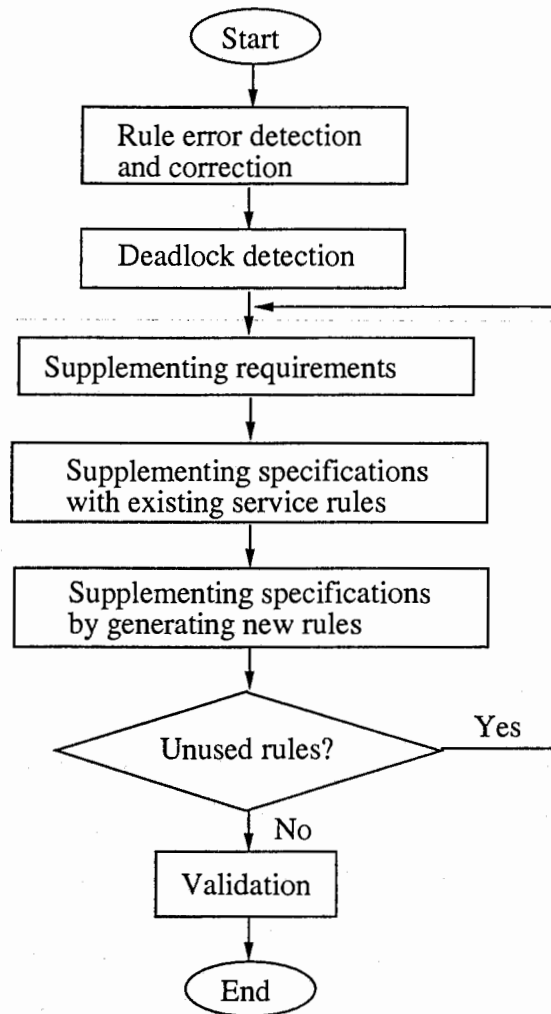 Start
Rule error detection
and correction
Deadlock detection
Supplementing requirements
Supplementing specifications
with existing service rules
Supplementing specifications
by generating new rules
Unused rules?
Yes
No
Validation
End